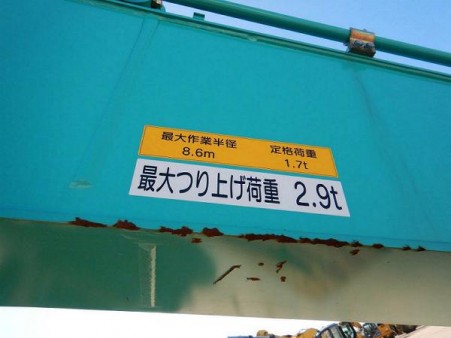 最大作業半径 定格荷重
8.6m 1.7t
最大つり上げ荷重 2.9t